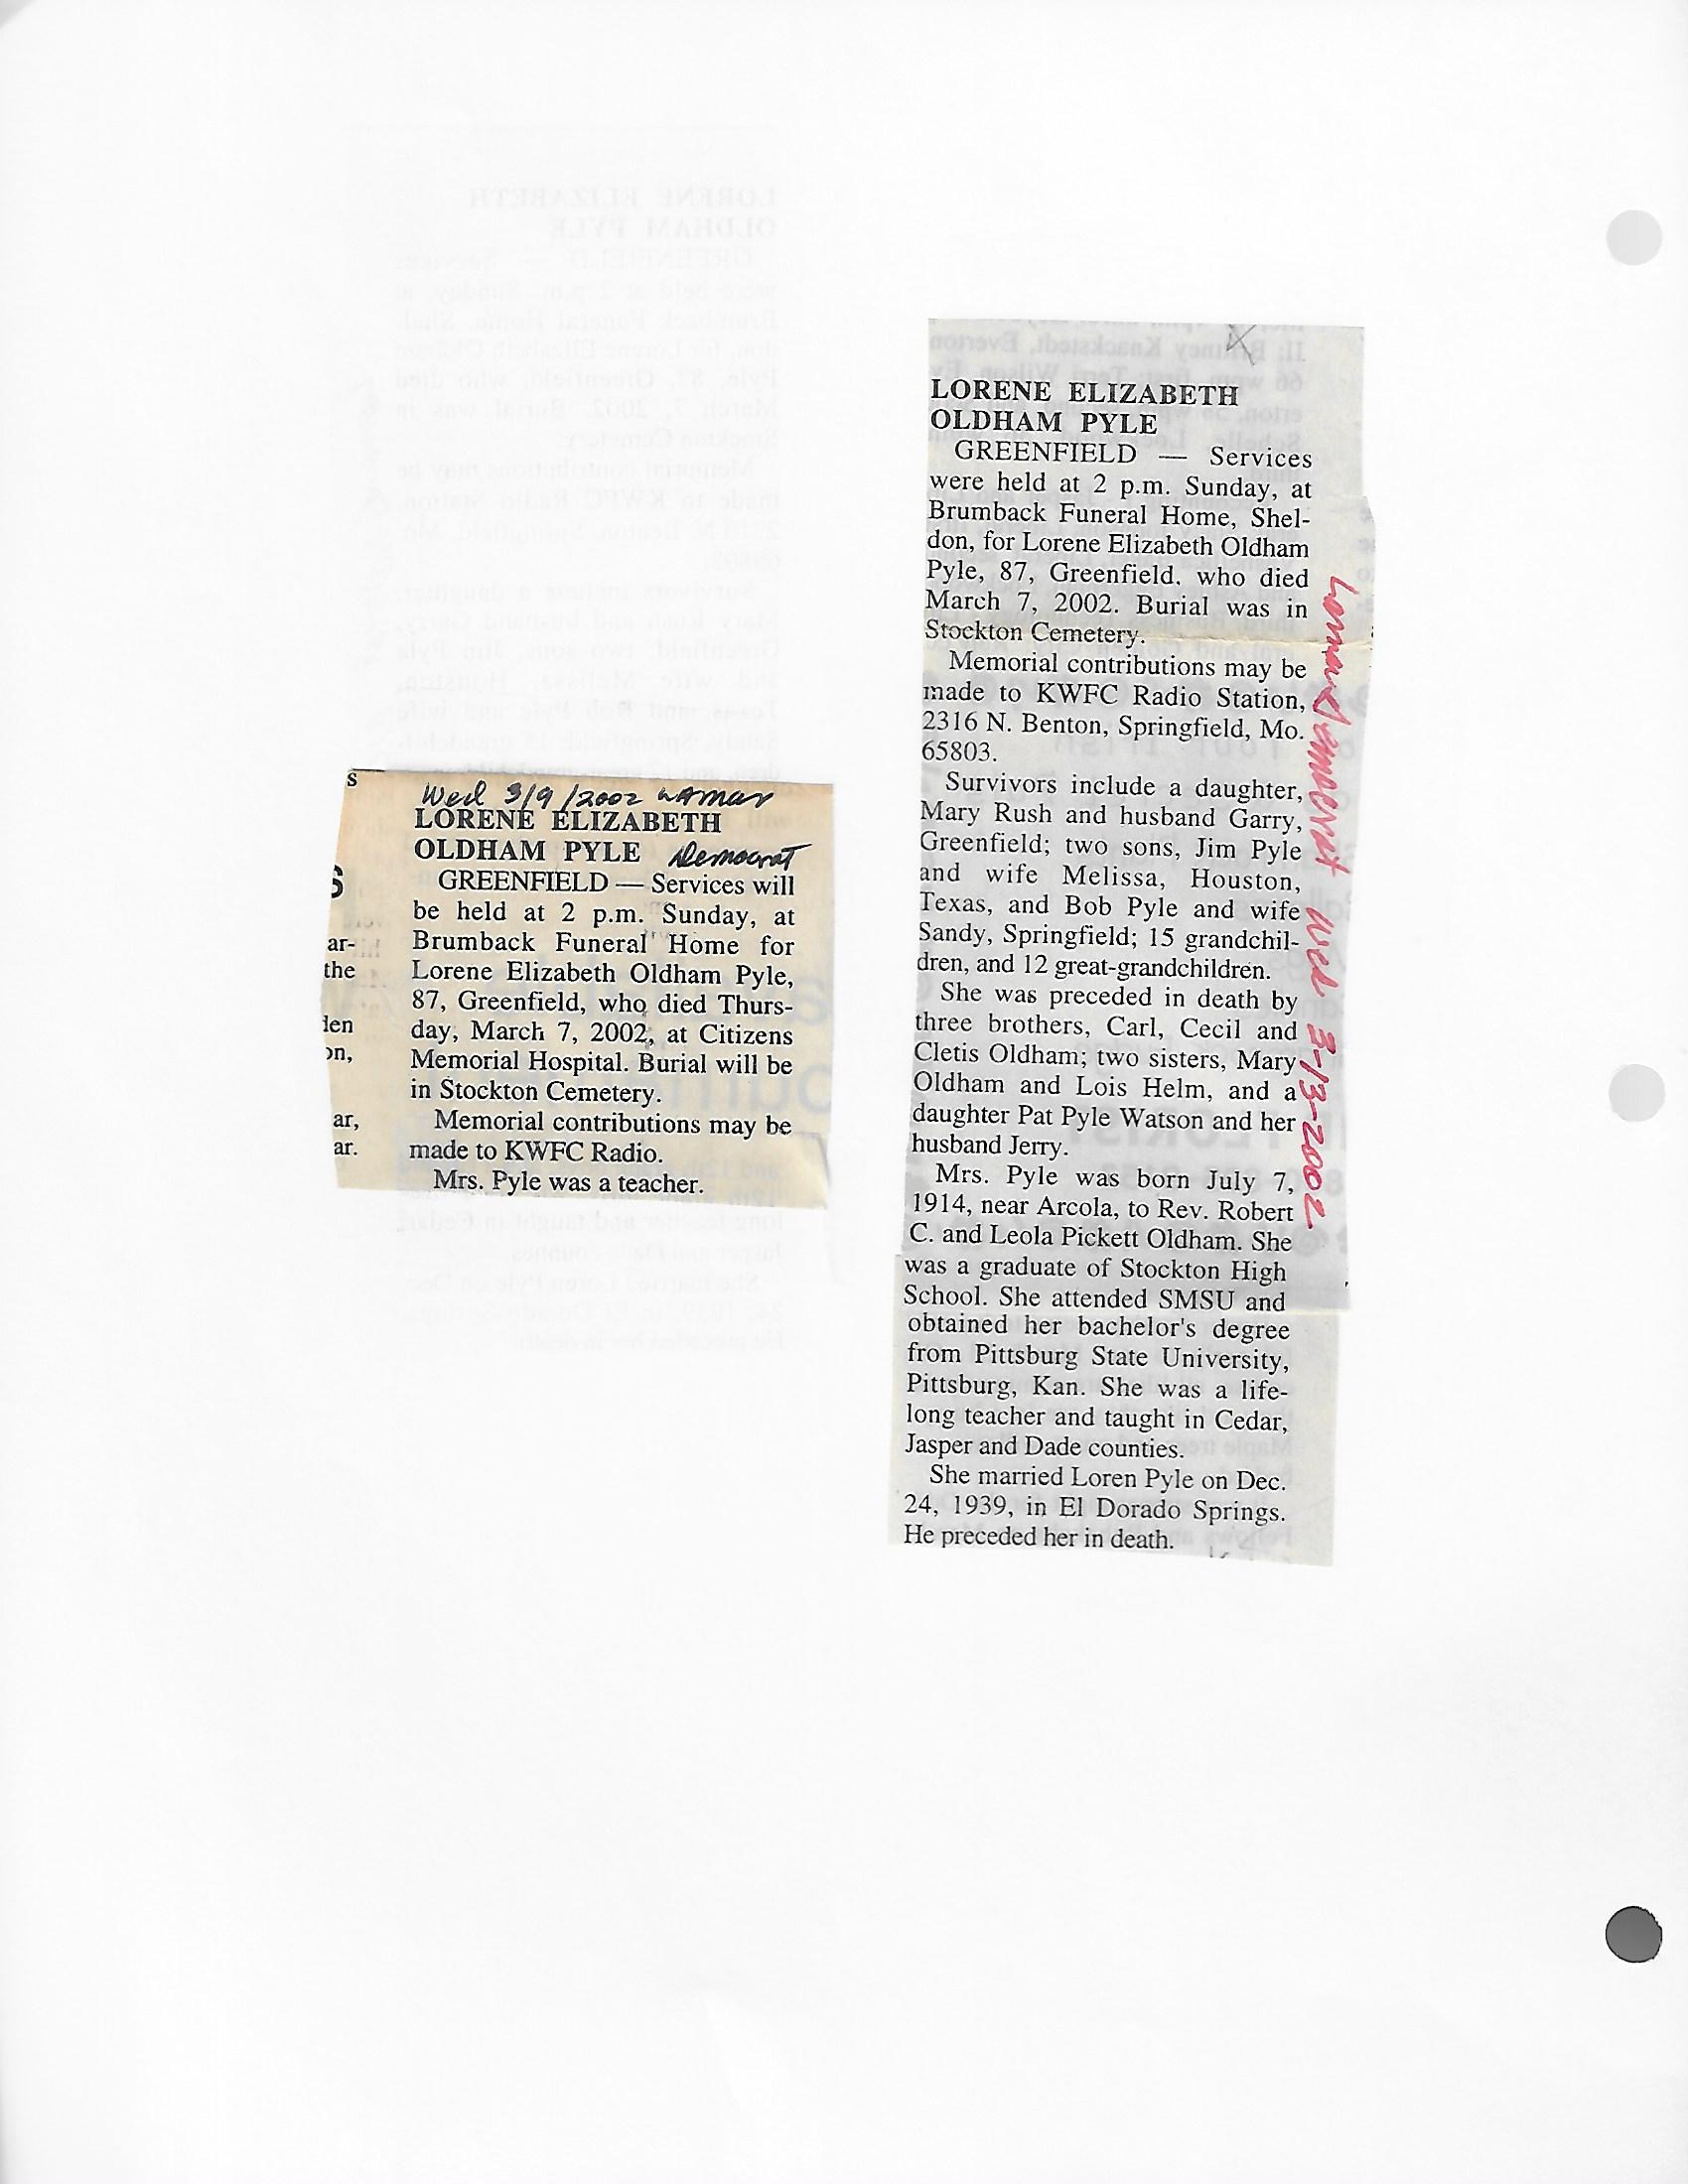 Wed 3/9/2002 Lamar
LORENE ELIZABETH
OLDHAM PYLE Democrat
GREENFIELD — Services will
be held at 2 p.m. Sunday, at
Brumback Funeral Home for
Lorene Elizabeth Oldham Pyle,
87, Greenfield, who died Thurs-
day, March 7, 2002, at Citizens
Memorial Hospital. Burial will be
in Stockton Cemetery.
Memorial contributions may be
made to KWFC Radio.
Mrs. Pyle was a teacher.
s
S
ar-
the
den
on,
ar,
ar.
LORENE ELIZABETH
OLDHAM PYLE
GREENFIELD — Services
were held at 2 p.m. Sunday, at
Brumback Funeral Home, Shel-
don, for Lorene Elizabeth Oldham
Pyle, 87, Greenfield, who died
March 7, 2002. Burial was in
Stockton Cemetery.
Memorial contributions may be
made to KWFC Radio Station,
2316 N. Benton, Springfield, Mo.
65803.
Survivors include a daughter,
Mary Rush and husband Garry,
Greenfield; two sons, Jim Pyle
and wife Melissa, Houston,
Texas, and Bob Pyle and wife
Sandy, Springfield; 15 grandchil-
dren, and 12 great-grandchildren.
She was preceded in death by
three brothers, Carl, Cecil and
Cletis Oldham; two sisters, Mary
Oldham and Lois Helm, and a
daughter Pat Pyle Watson and her
husband Jerry.
Mrs. Pyle was born July 7,
1914, near Arcola, to Rev. Robert
C. and Leola Pickett Oldham. She
was a graduate of Stockton High
School. She attended SMSU and
obtained her bachelor's degree
from Pittsburg State University,
Pittsburg, Kan. She was a life-
long teacher and taught in Cedar,
Jasper and Dade counties.
She married Loren Pyle on Dec.
24, 1939, in El Dorado Springs.
He preceded her in death.
Lamar Democrat Wed 3-13-2002